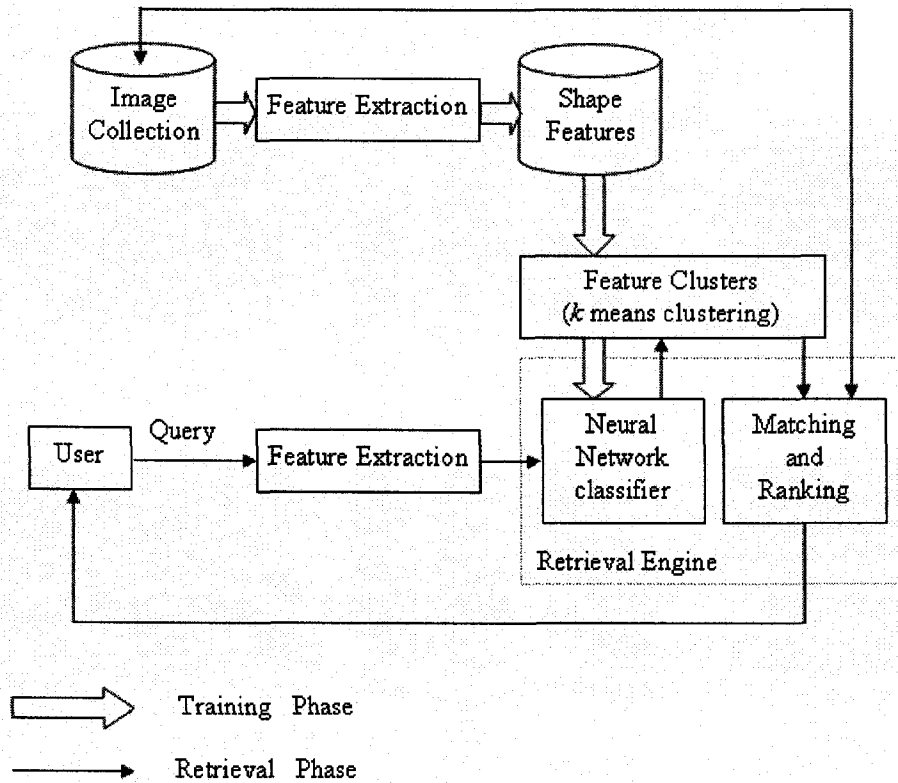 Image
Collection
Feature Extraction
Shape
Features
Feature Clusters
(k means clustering)
User
Query
Feature Extraction
Neural
Network
classifier
Matching
and
Ranking
Retrieval Engine
Training Phase
Retrieval Phase